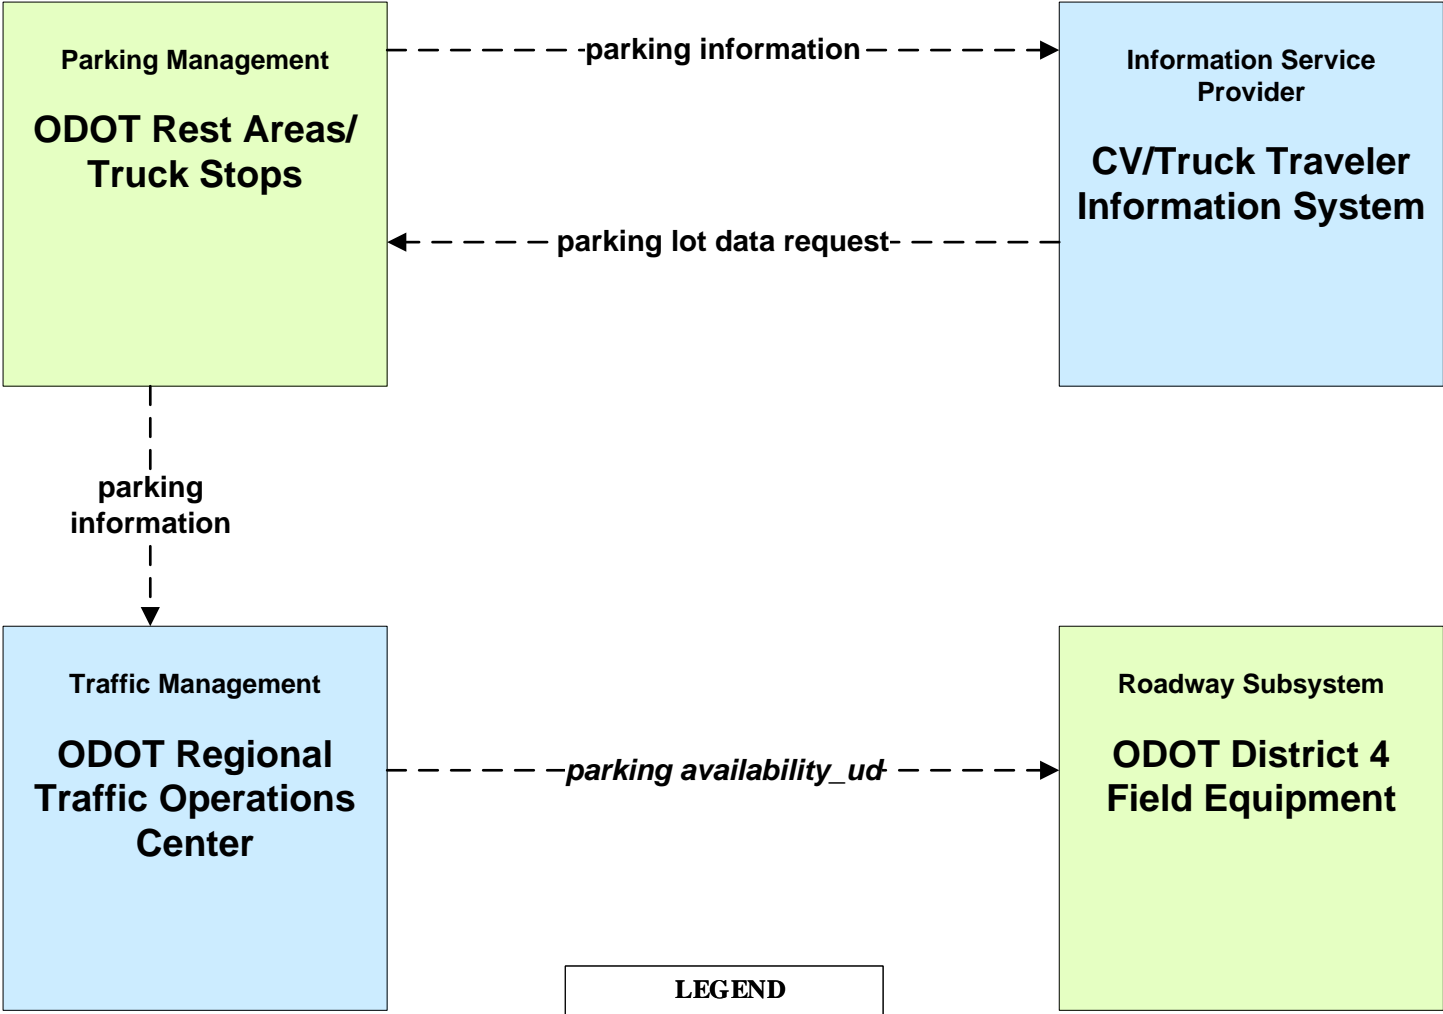 Parking Management
ODOT Rest Areas/
Truck Stops
parking information
Information Service
Provider
CV/Truck Traveler
Information System
parking lot data request
parking
information
Traffic Management
ODOT Regional
Traffic Operations
Center
parking availability_ud
Roadway Subsystem
ODOT District 4
Field Equipment
LEGEND